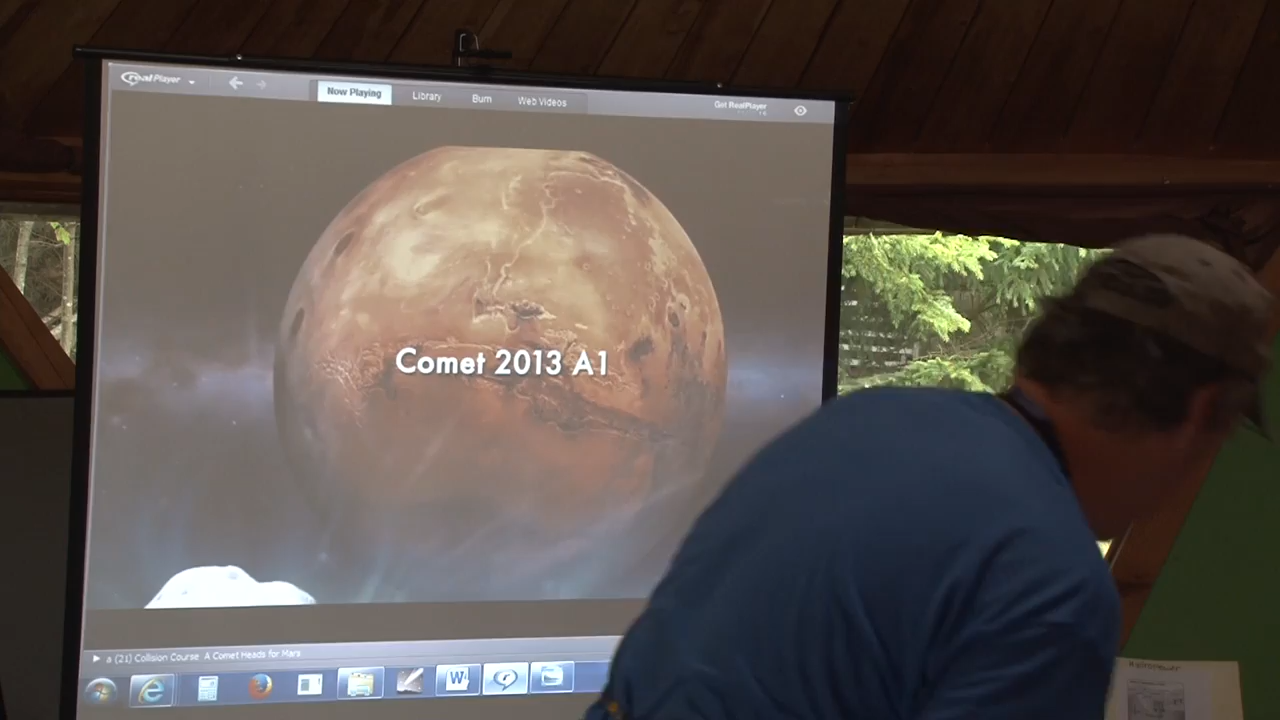 realPlayer
Now Playing
Library
Burn
Web Videos
Get RealPlayer
Comet 2013 A1
a (21) Collision Course A Comet Heads for Mars
W